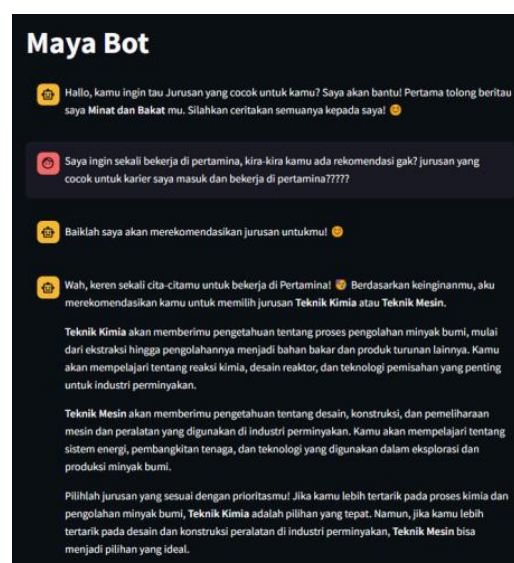 Maya Bot
Hallo, kamu ingin tau Jurusan yang cocok untuk kamu? Saya akan bantu! Pertama tolong beritau
saya Minat dan Bakat mu. Silahkan ceritakan semuanya kepada saya! 😊
Saya ingin sekali bekerja di pertamina, kira-kira kamu ada rekomendasi gak? jurusan yang
cocok untuk karier saya masuk dan bekerja di pertamina?????
Baiklah saya akan merekomendasikan jurusan untukmu! 😊
Wah, keren sekali cita-citamu untuk bekerja di Pertamina! 🤩 Berdasarkan keinginanmu, aku
merekomendasikan kamu untuk memilih jurusan Teknik Kimia atau Teknik Mesin.
Teknik Kimia akan memberimu pengetahuan tentang proses pengolahan minyak bumi, mulai
dari ekstraksi hingga pengolahannya menjadi bahan bakar dan produk turunan lainnya. Kamu
akan mempelajari tentang reaksi kimia, desain reaktor, dan teknologi pemisahan yang penting
untuk industri perminyakan.
Teknik Mesin akan memberimu pengetahuan tentang desain, konstruksi, dan pemeliharaan
mesin dan peralatan yang digunakan di industri perminyakan. Kamu akan mempelajari tentang
sistem energi, pembangkitan tenaga, dan teknologi yang digunakan dalam eksplorasi dan
produksi minyak bumi.
Pilihlah jurusan yang sesuai dengan prioritasmu! Jika kamu lebih tertarik pada proses kimia dan
pengolahan minyak bumi, Teknik Kimia adalah pilihan yang tepat. Namun, jika kamu lebih
tertarik pada desain dan konstruksi peralatan di industri perminyakan, Teknik Mesin bisa
menjadi pilihan yang ideal.